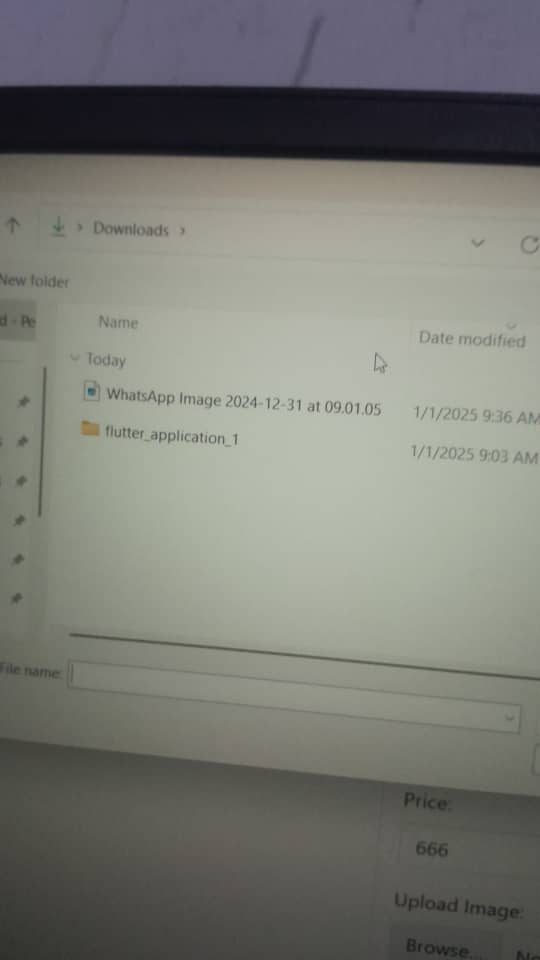 Downloads
New folder
Name
Date modified
Today
WhatsApp Image 2024-12-31 at 09.01.05
1/1/2025 9:36 AM
flutter_application_1
1/1/2025 9:03 AM
File name:
Price:
666
Upload Image:
Browse...